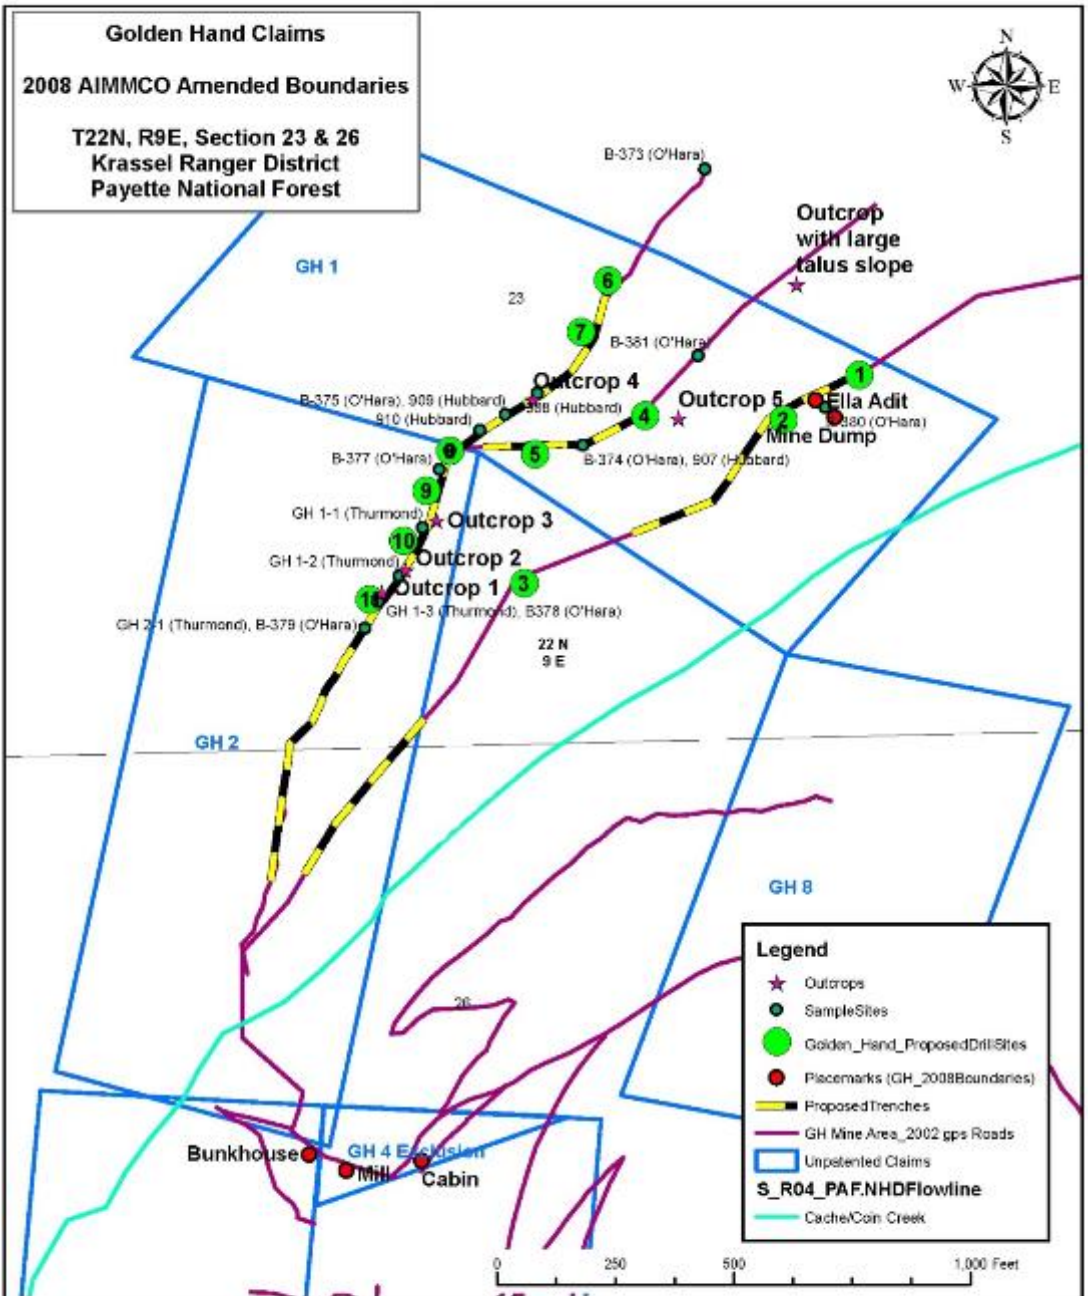 Golden Hand Claims
2008 AIMMCO Amended Boundaries
T22N, R9E, Section 23 & 26
Krassel Ranger District
Payette National Forest
N
W
E
S
B-373 (O'Hara)
Outcrop
with large
talus slope
GH 1
6
23
7
B-381 (O'Hara)
1
Outcrop 4
B-375 (O'Hara), 909 (Hubbard)
(Hubbard)
910 (Hubbard)
4
Outcrop 5
Ella Adit
2
380 (O'Hara)
Mine Dump
B-377 (O'Hara)
5
B-374 (O'Hara), 907 (Hubbard)
9
GH 1-1 (Thurmond)
Outcrop 3
10
GH 1-2 (Thurmond)
Outcrop 2
Outcrop 1
3
11
GH 1-3 (Thurmond), B378 (O'Hara)
GH 2-1 (Thurmond), B-379 (O'Hara)
22 N
9 E
GH 2
GH 8
26
Legend
Outcrops
SampleSites
Golden_Hand_ProposedDrillSites
Placemarks (GH_2008Boundaries)
ProposedTrenches
GH Mine Area_2002 gps Roads
Unpatented Claims
S_R04_PAF.NHDFlowline
Cache/Coin Creek
Bunkhouse
GH 4 Exclusion
Mill
Cabin
0 250 500 1,000 Feet